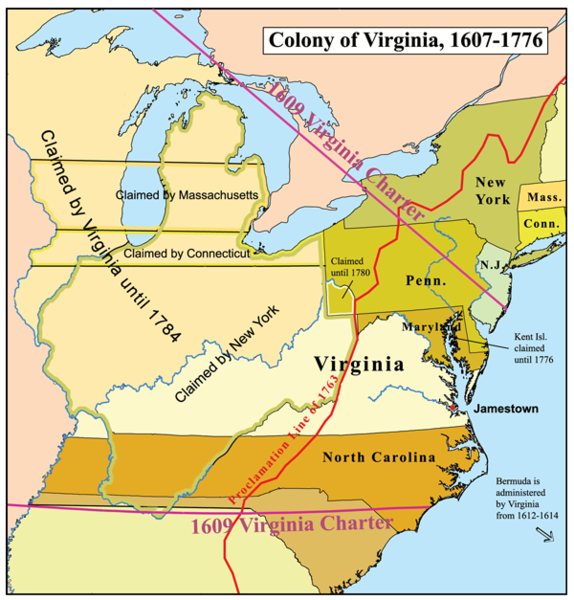 Colony of Virginia, 1607-1776
1609 Virginia Charter
Claimed by Virginia until 1784
Claimed by Massachusetts
New
York
Mass.
Conn.
Claimed by Connecticut
Claimed
until 1780
N.J.
Penn.
Claimed by New York
Maryland
Kent Isl.
claimed
until 1776
Virginia
Jamestown
Proclamation Line of 1763
North Carolina
Bermuda is
administered
by Virginia
from 1612-1614
1609 Virginia Charter